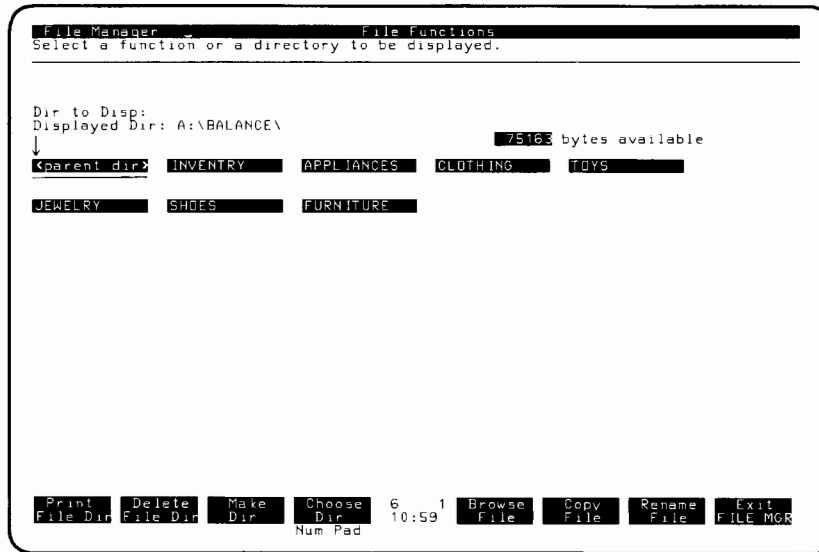 File Manager File Functions
Select a function or a directory to be displayed.
Dir to Disp:
Displayed Dir: A:\BALANCE\
75163 bytes available
<parent dir> INVENTRY APPLIANCES CLOTHING TOYS
JEWELRY SHOES FURNITURE
Print Delete Make Choose 6 1 Browse Copy Rename Exit
File Dir File Dir Dir Dir 10:59 File File File FILE MGR
Num Pad